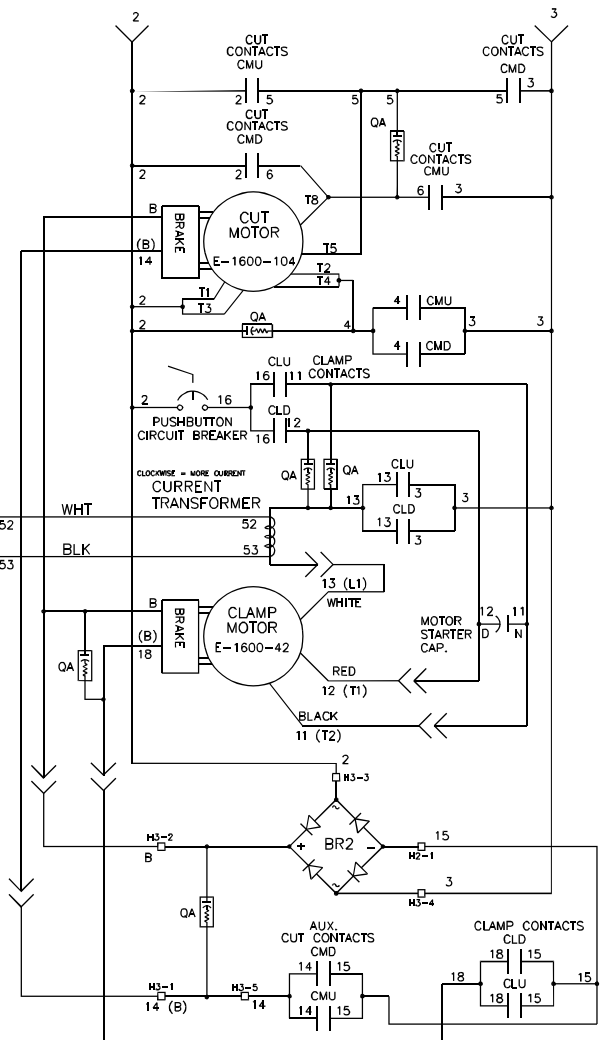 2
3
CUT
CONTACTS
CMU
CUT
CONTACTS
CMD
2
2
5
5
5
5
3
CUT
CONTACTS
CMD
QA
CUT
CONTACTS
CMU
2
2
6
6
3
T8
B
BRAKE
CUT
MOTOR
E-1600-104
(B)
14
T5
T2
T4
T1
T3
2
2
QA
4
4
CMU
3
3
4
CMD
CLU
CLAMP
CONTACTS
16
11
2
16
CLD
PUSHBUTTON
CIRCUIT BREAKER
16
12
CLOCKWISE = MORE CURRENT
CURRENT
TRANSFORMER
QA
QA
CLU
13
3
13
CLD
3
13
3
52
WHT
52
53
BLK
53
13 (L1)
WHITE
B
BRAKE
CLAMP
MOTOR
E-1600-42
(B)
18
QA
MOTOR
STARTER
CAP.
12
11
D
N
RED
12 (T1)
BLACK
11 (T2)
2
H3-3
~
H3-2
B
+
BR2
-
15
H2-1
~
3
H3-4
QA
AUX.
CUT CONTACTS
CMD
CLAMP CONTACTS
CLD
14
15
18
15
H3-1
14 (B)
H3-5
14
CMU
14
15
18
CLU
18
15
15